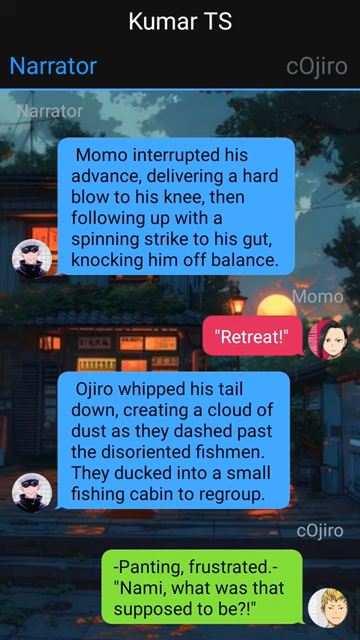 Kumar TS
Narrator
cOjiro
Narrator
Momo interrupted his
advance, delivering a hard
blow to his knee, then
following up with a
spinning strike to his gut,
knocking him off balance.
Momo
"Retreat!"
Ojiro whipped his tail
down, creating a cloud of
dust as they dashed past
the disoriented fishmen.
They ducked into a small
fishing cabin to regroup.
cOjiro
-Panting, frustrated.-
"Nami, what was that
supposed to be?!"